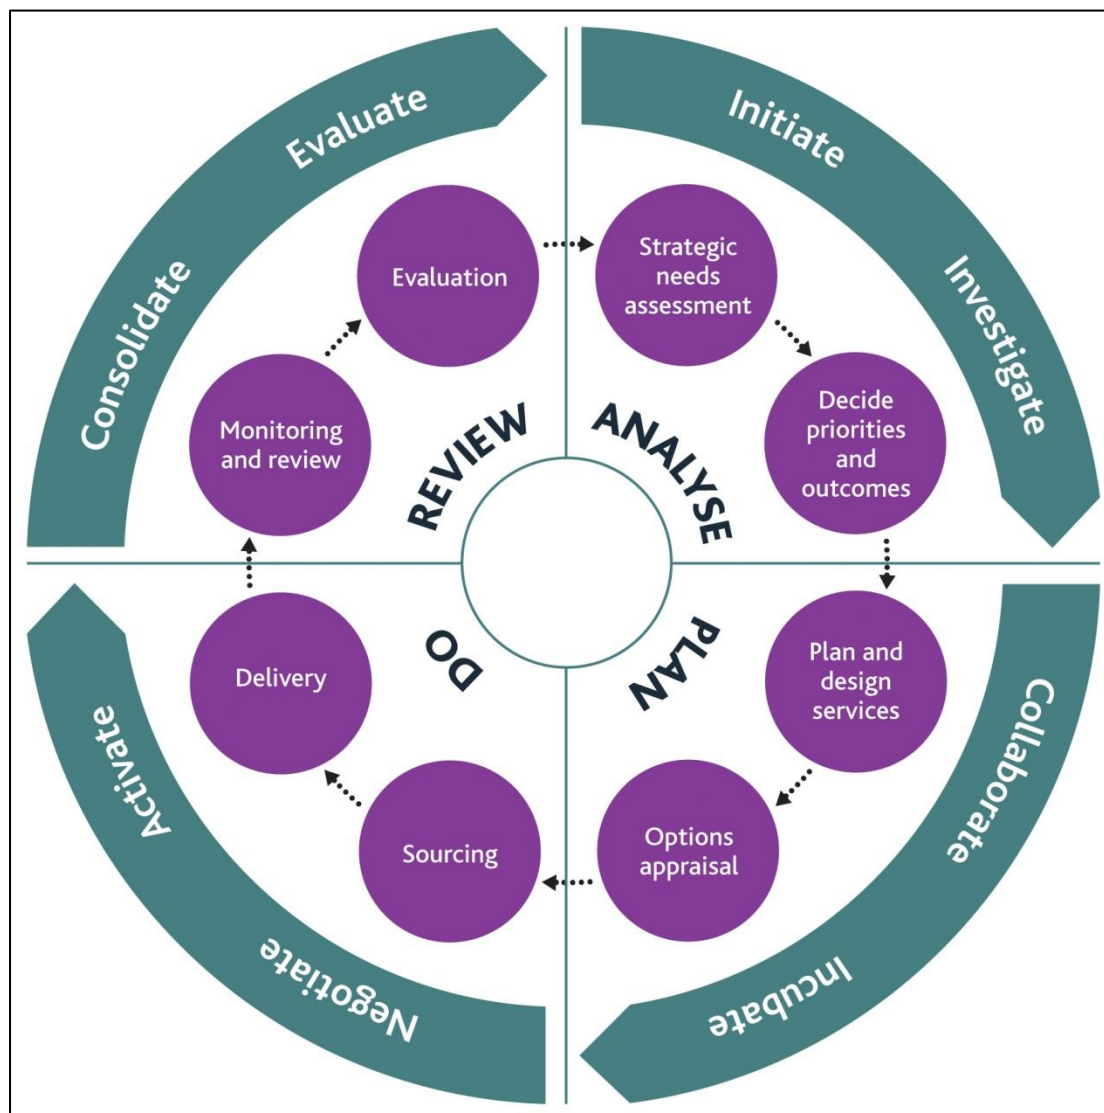 Initiate
Investigate
Strategic
needs
assessment
Decide
priorities
and
outcomes
ANALYSE
Collaborate
Incubate
Plan and
design
services
Options
appraisal
PLAN
Negotiate
Activate
Sourcing
Delivery
DO
Consolidate
Evaluate
Monitoring
and review
Evaluation
REVIEW